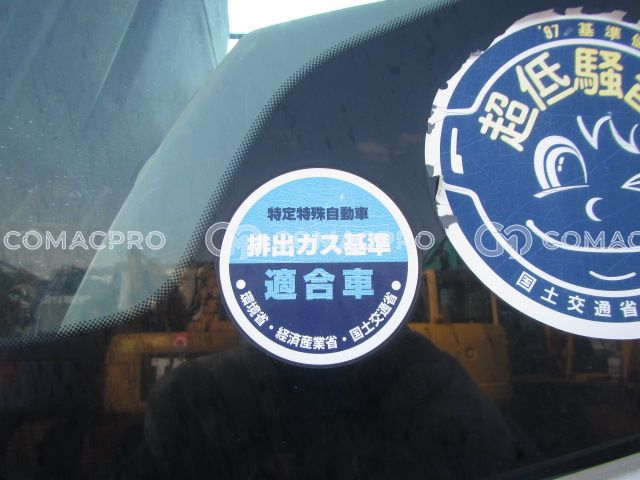 '97 基準値
超低騒音
国土交通省
特定特殊自動車
排出ガス基準
適合車
環境省・経済産業省・国土交通省
COMACPRO
COMACPRO
COMACPRO